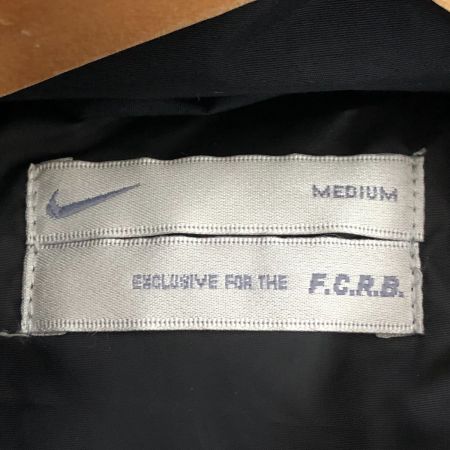 MEDIUM
EXCLUSIVE FOR THE F.C.R.B.